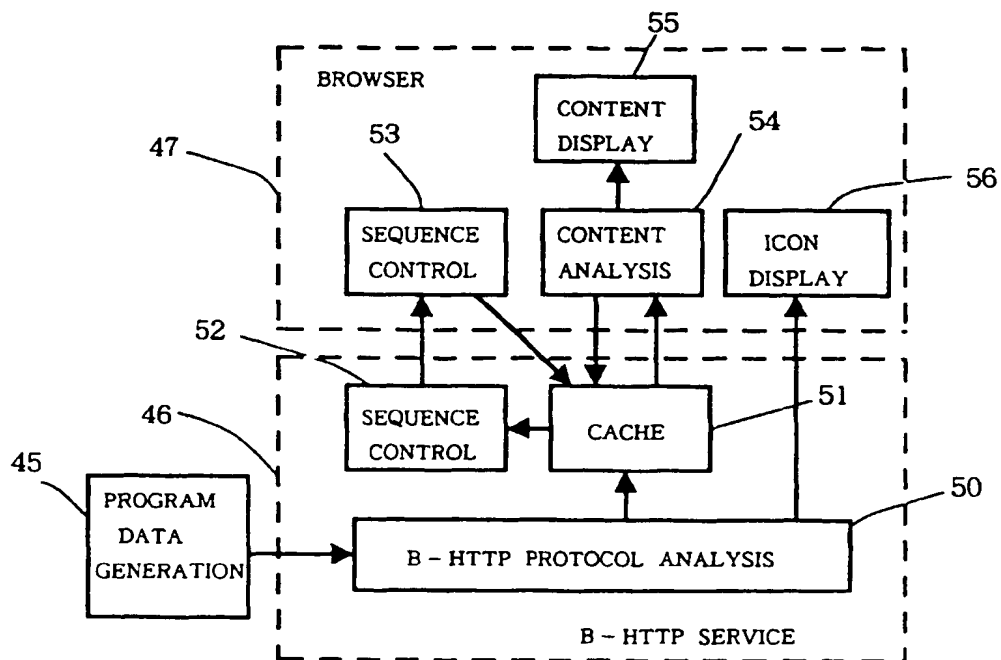 55
BROWSER
CONTENT
DISPLAY
53
54
47
56
SEQUENCE
CONTROL
CONTENT
ANALYSIS
ICON
DISPLAY
52
46
SEQUENCE
CONTROL
CACHE
51
45
PROGRAM
DATA
GENERATION
50
B-HTTP PROTOCOL ANALYSIS
B-HTTP SERVICE